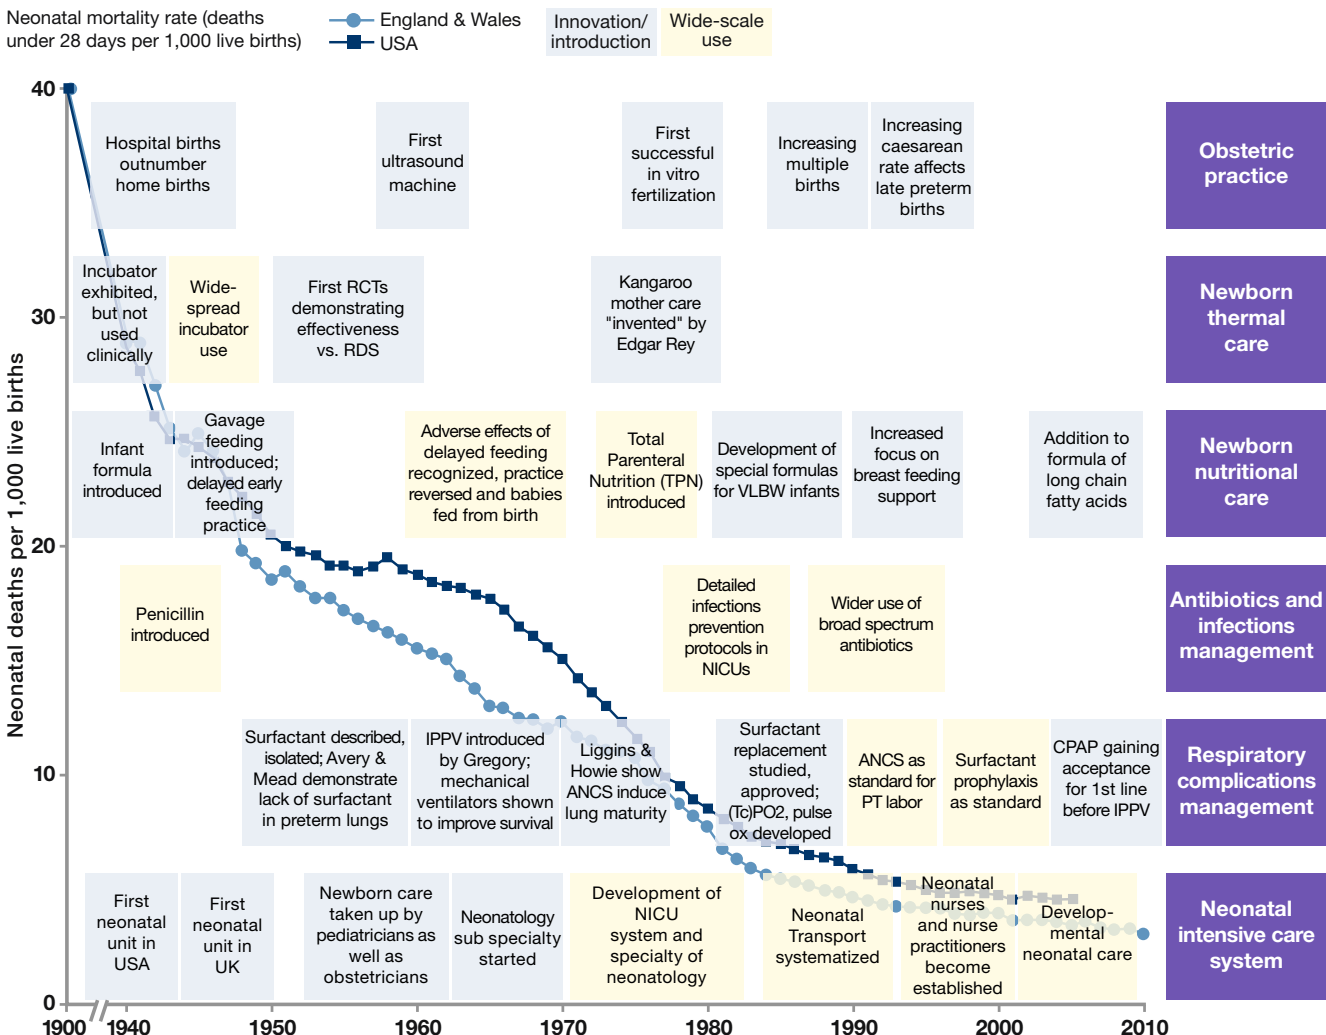 Neonatal mortality rate (deaths
under 28 days per 1,000 live births)
England & Wales
USA
Innovation/
introduction
Wide-scale
use
Neonatal deaths per 1,000 live births
40
30
20
10
0
Hospital births
outnumber
home births
First
ultrasound
machine
First
successful
in vitro
fertilization
Increasing
multiple
births
Increasing
caesarean
rate affects
late preterm
births
Obstetric
practice
Incubator
exhibited,
but not
used
clinically
Wide-
spread
incubator
use
First RCTs
demonstrating
effectiveness
vs. RDS
Kangaroo
mother care
"invented" by
Edgar Rey
Newborn
thermal
care
Infant
formula
introduced
Gavage
feeding
introduced;
delayed early
feeding
practice
Adverse effects of
delayed feeding
recognized, practice
reversed and babies
fed from birth
Total
Parenteral
Nutrition (TPN)
introduced
Development of
special formulas
for VLBW infants
Increased
focus on
breast feeding
support
Addition to
formula of
long chain
fatty acids
Newborn
nutritional
care
Penicillin
introduced
Detailed
infections
prevention
protocols in
NICUs
Wider use of
broad spectrum
antibiotics
Antibiotics and
infections
management
Surfactant described,
isolated; Avery &
Mead demonstrate
lack of surfactant
in preterm lungs
IPPV introduced
by Gregory;
mechanical
ventilators shown
to improve survival
Liggins &
Howie show
ANCS induce
lung maturity
Surfactant
replacement
studied,
approved;
(Tc)PO2, pulse
ox developed
ANCS as
standard for
PT labor
Surfactant
prophylaxis
as standard
CPAP gaining
acceptance
for 1st line
before IPPV
Respiratory
complications
management
First
neonatal
unit in
USA
First
neonatal
unit in
UK
Newborn care
taken up by
pediatricians as
well as
obstetricians
Neonatology
sub specialty
started
Development of
NICU
system and
specialty of
neonatology
Neonatal
Transport
systematized
Neonatal
nurses
and nurse
practitioners
become
established
Develop-
mental
neonatal care
Neonatal
intensive care
system
1900
1940
1950
1960
1970
1980
1990
2000
2010